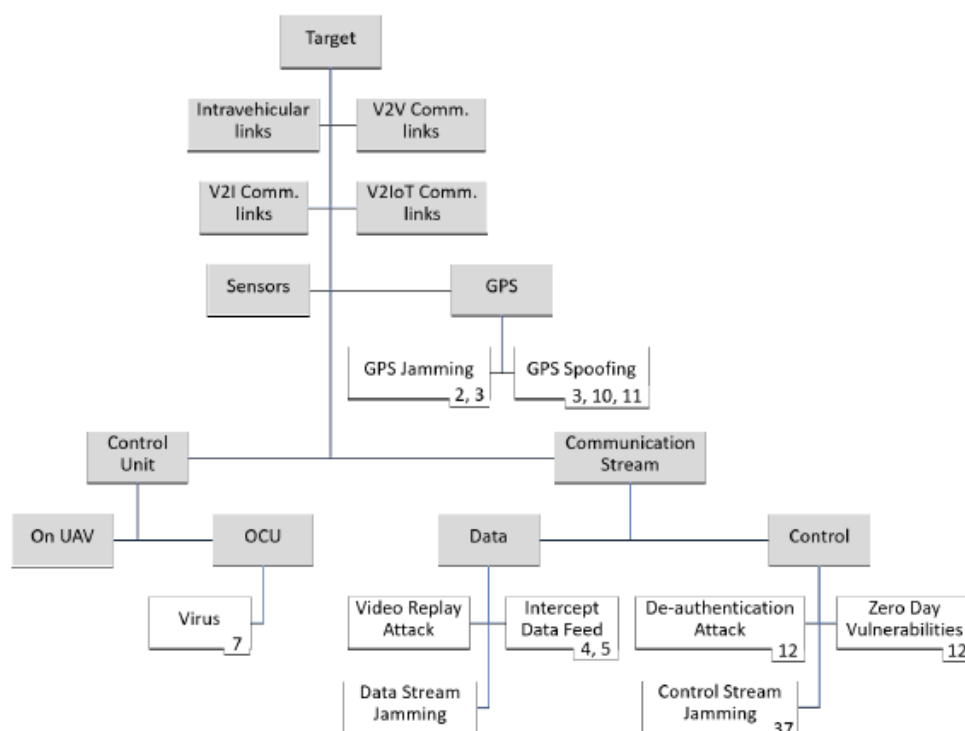 Target
Intravehicular
links
V2V Comm.
links
V2I Comm.
links
V2IoT Comm.
links
Sensors
GPS
GPS Jamming
2, 3
GPS Spoofing
3, 10, 11
Control
Unit
Communication
Stream
On UAV
OCU
Data
Control
Virus
7
Video Replay
Attack
Intercept
Data Feed
4, 5
De-authentication
Attack
12
Zero Day
Vulnerabilities
12
Data Stream
Jamming
Control Stream
Jamming
37